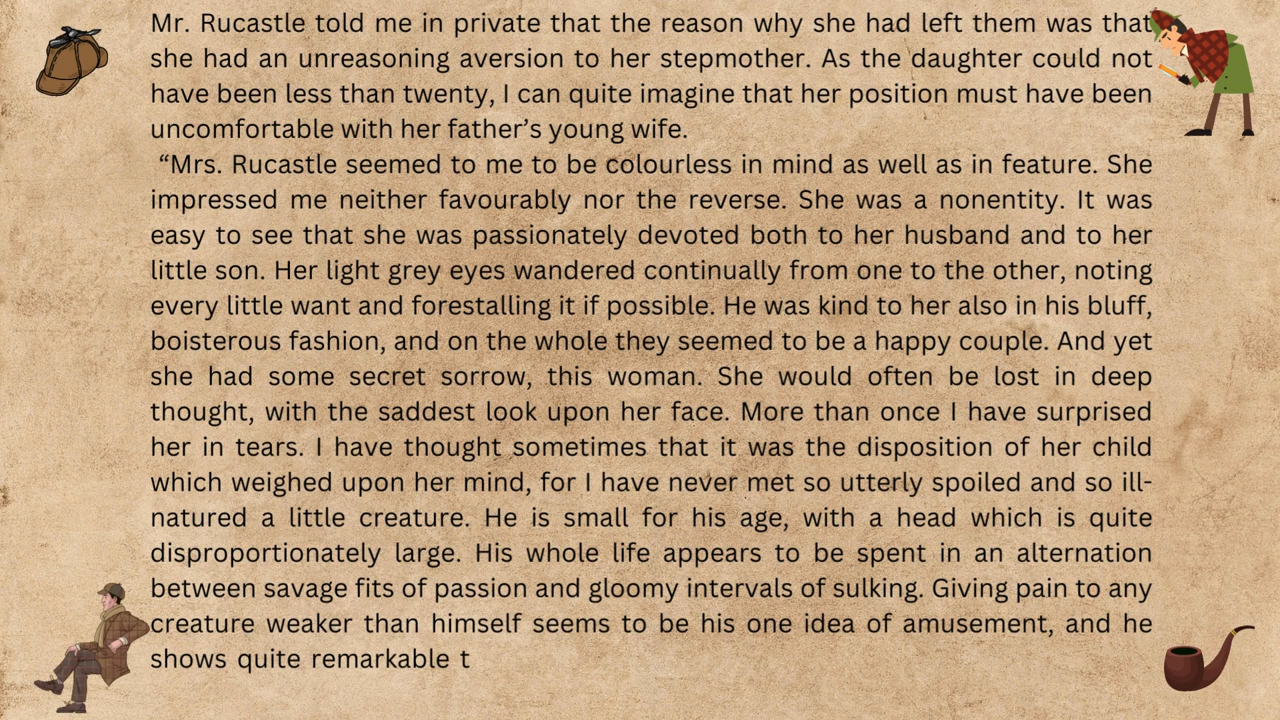 Mr. Rucastle told me in private that the reason why she had left them was that
she had an unreasoning aversion to her stepmother. As the daughter could not
have been less than twenty, I can quite imagine that her position must have been
uncomfortable with her father’s young wife.
“Mrs. Rucastle seemed to me to be colourless in mind as well as in feature. She
impressed me neither favourably nor the reverse. She was a nonentity. It was
easy to see that she was passionately devoted both to her husband and to her
little son. Her light grey eyes wandered continually from one to the other, noting
every little want and forestalling it if possible. He was kind to her also in his bluff,
boisterous fashion, and on the whole they seemed to be a happy couple. And yet
she had some secret sorrow, this woman. She would often be lost in deep
thought, with the saddest look upon her face. More than once I have surprised
her in tears. I have thought sometimes that it was the disposition of her child
which weighed upon her mind, for I have never met so utterly spoiled and so ill-
natured a little creature. He is small for his age, with a head which is quite
disproportionately large. His whole life appears to be spent in an alternation
between savage fits of passion and gloomy intervals of sulking. Giving pain to any
creature weaker than himself seems to be his one idea of amusement, and he
shows quite remarkable t